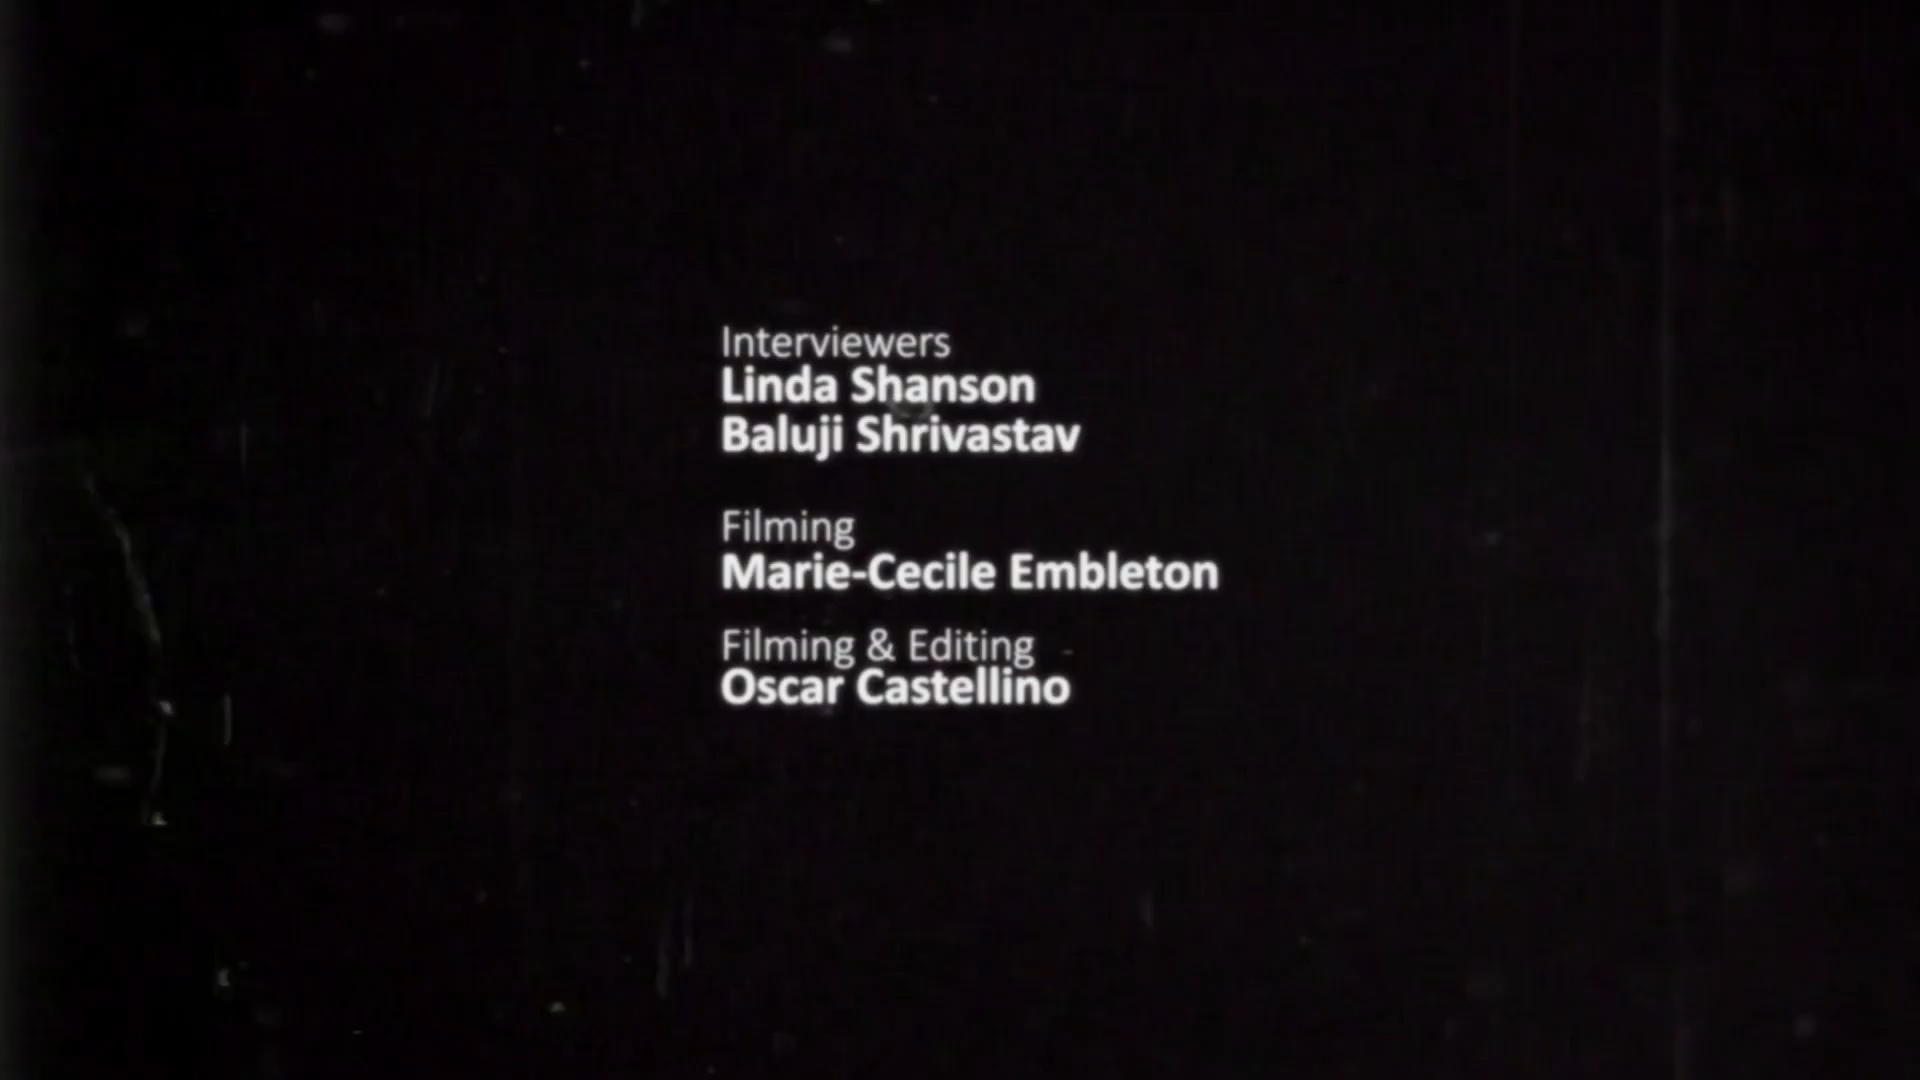 Interviewers
Linda Shanson
Baluji Shrivastav
Filming
Marie-Cecile Embleton
Filming & Editing
Oscar Castellino